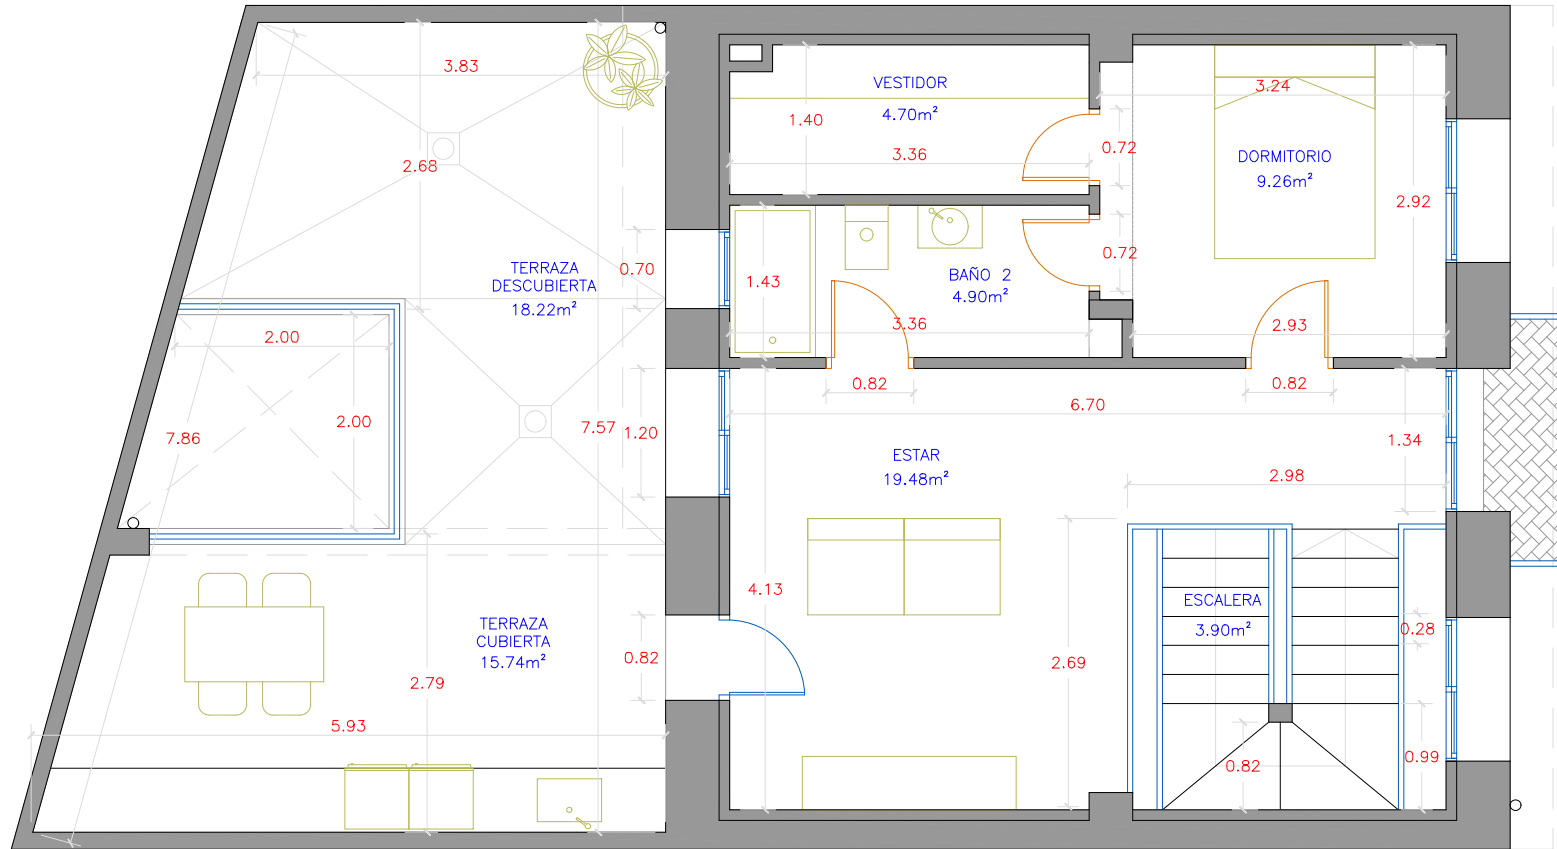 3.83
2.68
TERRAZA
DESCUBIERTA
18.22m²
0.70
2.00
2.00
7.86
7.57
1.20
TERRAZA
CUBIERTA
15.74m²
0.82
2.79
5.93
VESTIDOR
4.70m²
1.40
3.36
0.72
3.24
DORMITORIO
9.26m²
2.92
0.72
1.43
BAÑO 2
4.90m²
3.36
2.93
0.82
0.82
6.70
1.34
ESTAR
19.48m²
2.98
4.13
ESCALERA
3.90m²
0.28
2.69
0.82
0.99